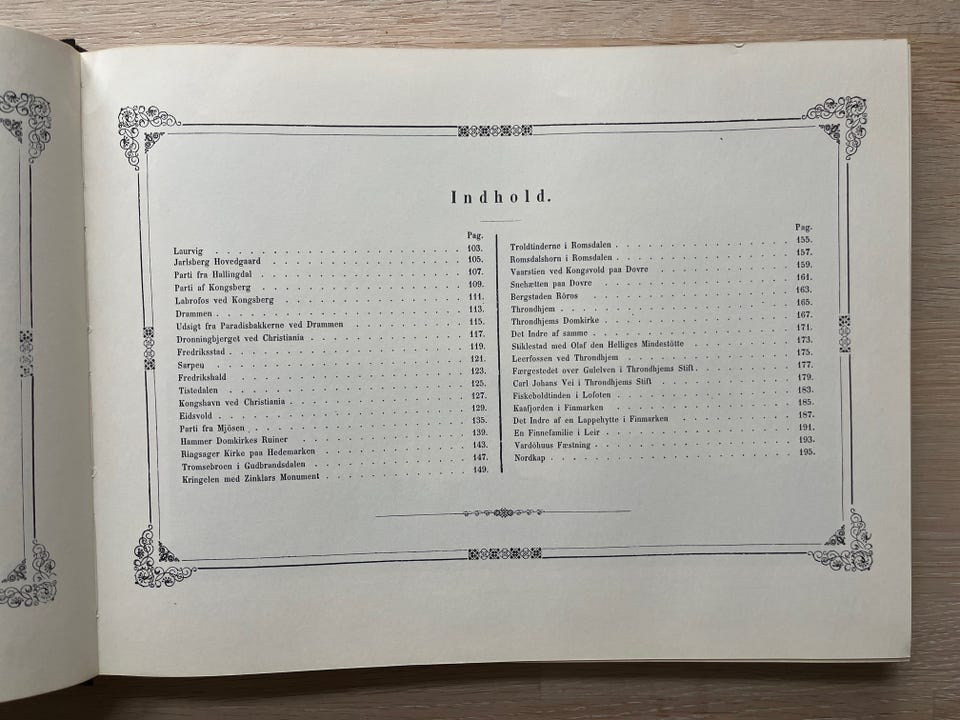 Indhold.
Pag.
Laurvig 103.
Jarlsberg Hovedgaard 105.
Parti fra Hallingdal 107.
Parti af Kongsberg 109.
Labrofos ved Kongsberg 111.
Drammen 113.
Udsigt fra Paradisbakkerne ved Drammen 115.
Dronningbjerget ved Christiania 117.
Fredriksstad 119.
Sarpen 121.
Fredrikshald 123.
Tistedalen 125.
Kongshavn ved Christiania 127.
Eidsvold 129.
Parti fra Mjösen 135.
Hammer Domkirkes Ruiner 139.
Ringsager Kirke paa Hedemarken 143.
Tromsebroen i Gudbrandsdalen 147.
Kringelen med Zinklars Monument 149.
Pag.
Troldtinderne i Romsdalen 155.
Romsdalshorn i Romsdalen 157.
Vaarstien ved Kongsvold paa Dovre 159.
Snehætten paa Dovre 161.
Bergstaden Röros 163.
Throndhjem 165.
Throndhjems Domkirke 167.
Det Indre af samme 171.
Stiklestad med Olaf den Helliges Mindestötte 173.
Leerfossen ved Throndhjem 175.
Færgestedet over Gulelven i Throndhjems Stift 177.
Carl Johans Vei i Throndhjems Stift 179.
Fiskeboltinden i Lofoten 183.
Kaafjorden i Finmarken 185.
Det Indre af en Lappehytte i Finmarken 187.
En Finnefamilie i Leir 191.
Vardöhuus Fæstning 193.
Nordkap 195.